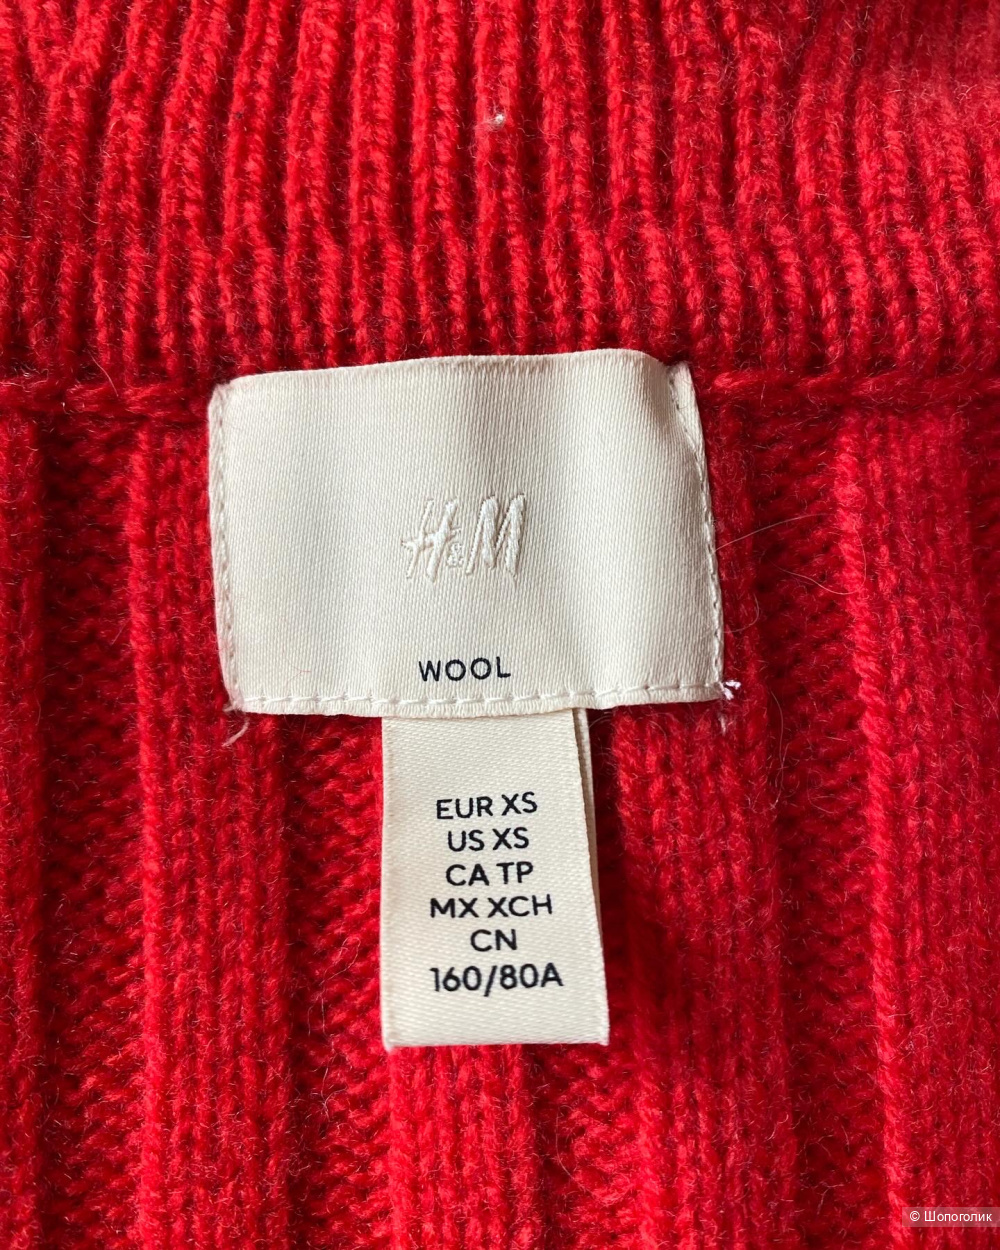 H&M
WOOL
EUR XS
US XS
CA TP
MX XCH
CN
160/80A
© Шопоголик